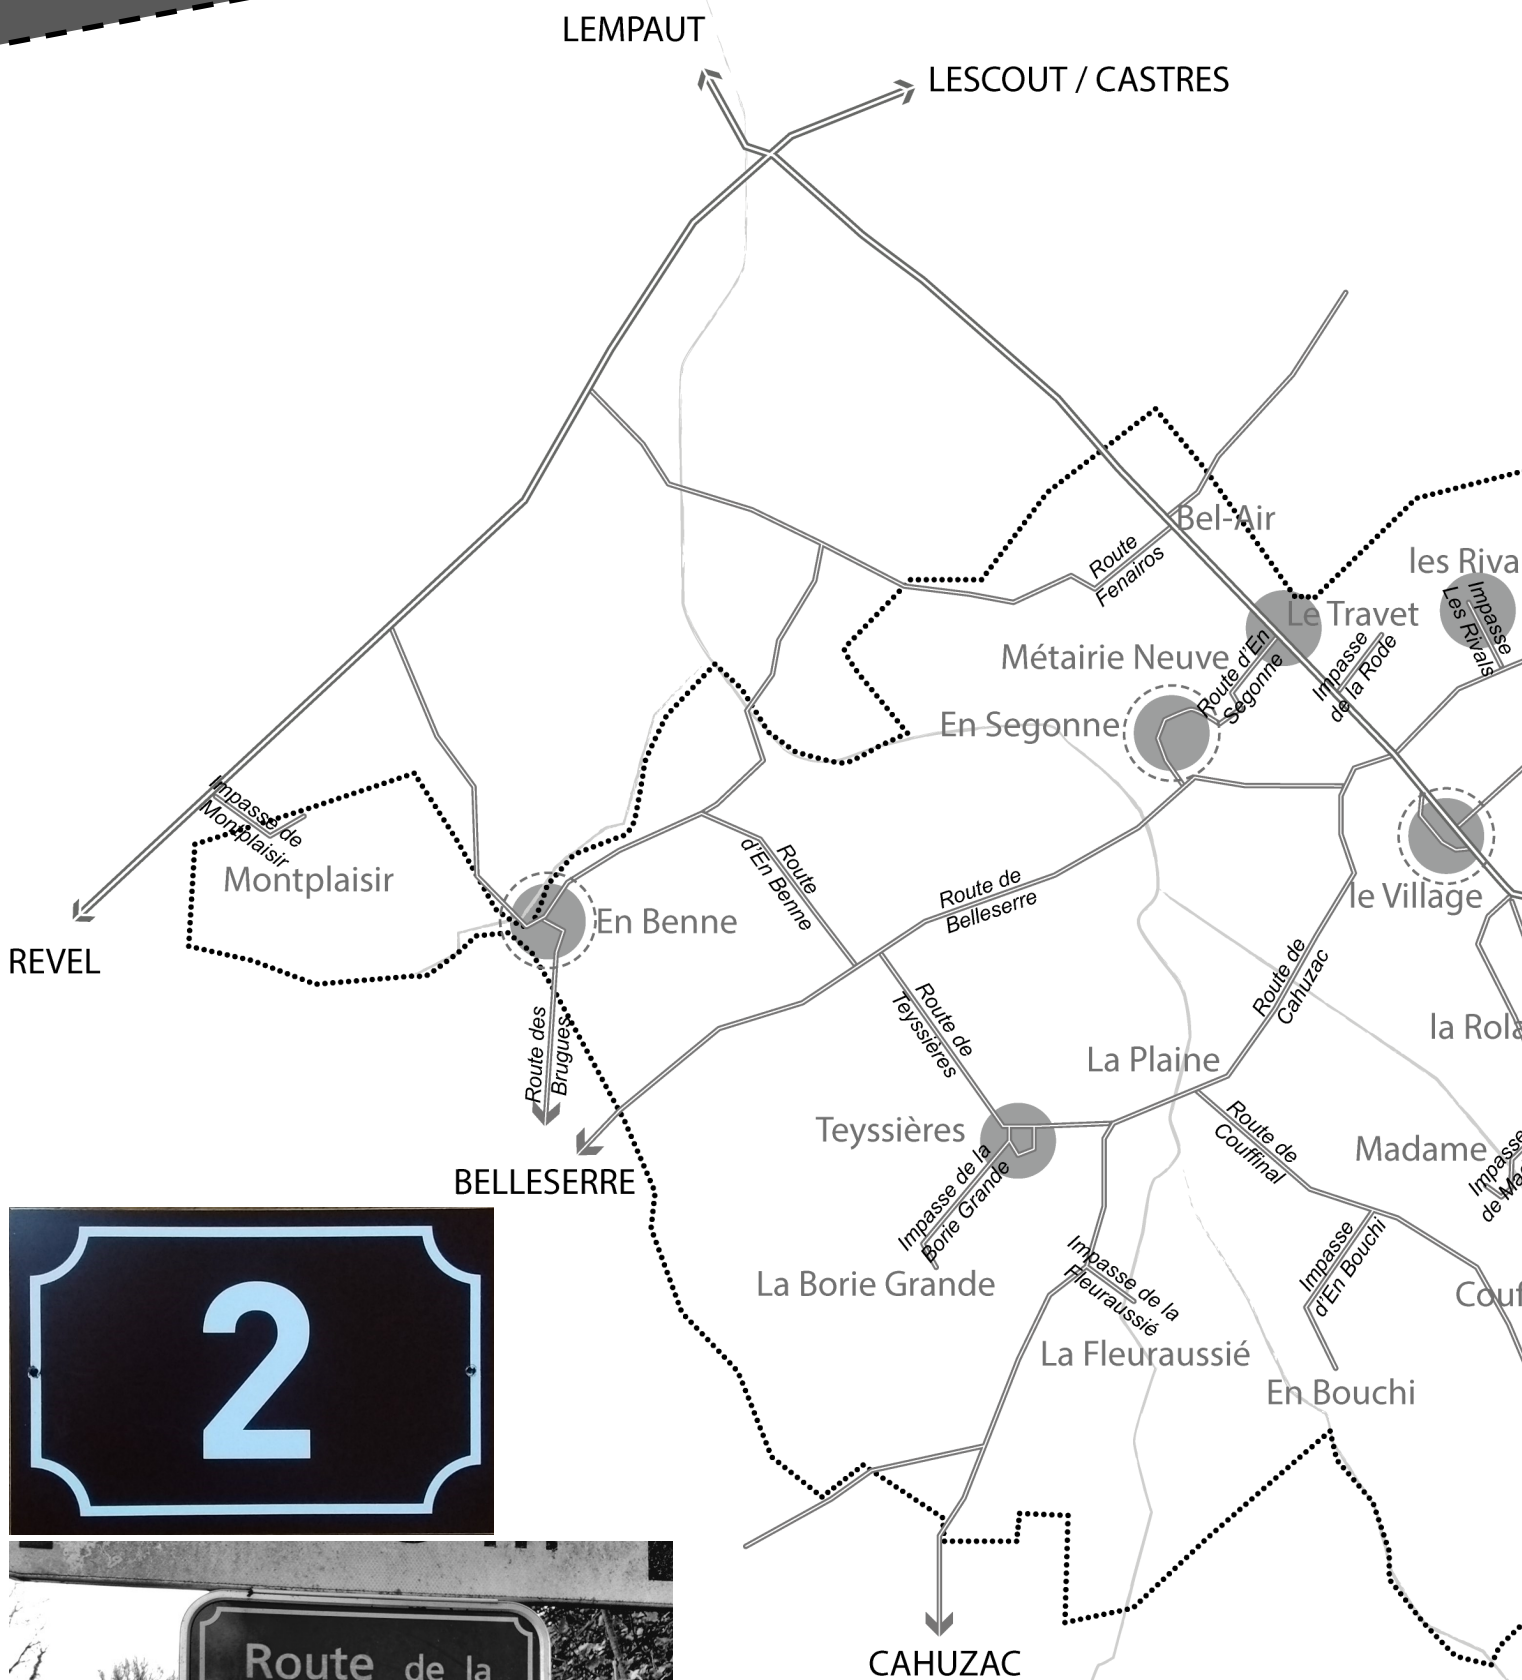 LEMPAUT
LESCOUT / CASTRES
Bel-Air
Route
Fenairos
les Riva
Impasse
Les Rivals
Le Travet
Métairie Neuve
Route d'En
Segonne
Impasse
de la Rode
En Segonne
Impasse de
Montplaisir
Montplaisir
Route
d'En Benne
Route de
Belleserre
le Village
En Benne
REVEL
Route de
Cahuzac
Route de
Teyssières
la Rola
Route des
Brugues
La Plaine
Teyssières
Route de
Couffinal
Madame
Impasse
de Ma
BELLESERRE
Impasse de la
Borie Grande
La Borie Grande
Impasse
d'En Bouchi
Impasse de la
Fleuraussié
Couf
La Fleuraussié
En Bouchi
2
Route de la
CAHUZAC